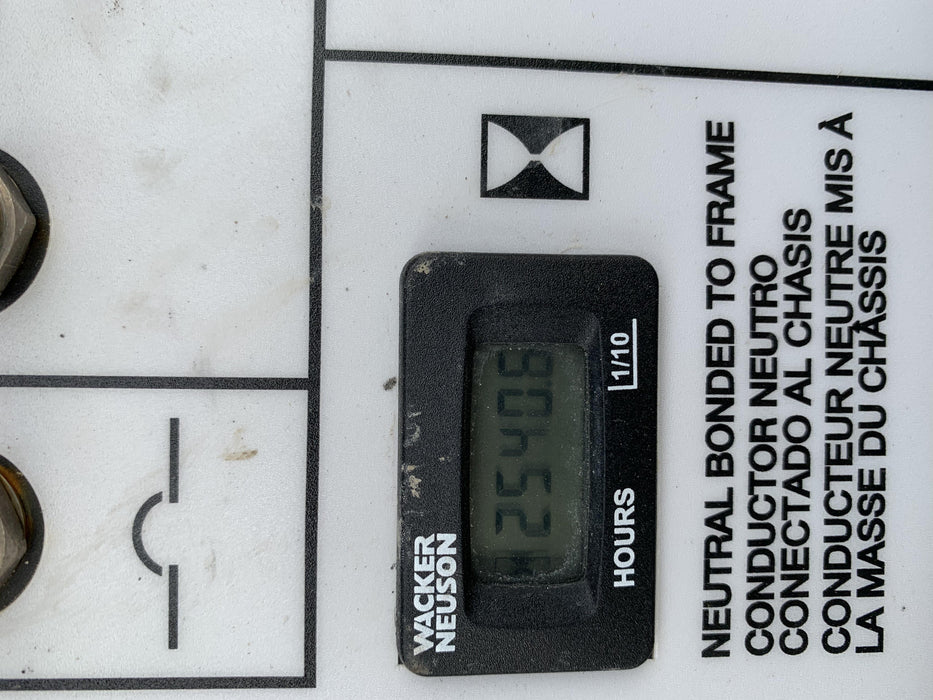 WACKER
NEUSON
2540.8
HOURS 1/10
NEUTRAL BONDED TO FRAME
CONDUCTOR NEUTRO
CONECTADO AL CHASIS
CONDUCTEUR NEUTRE MIS À
LA MASSE DU CHÂSSIS